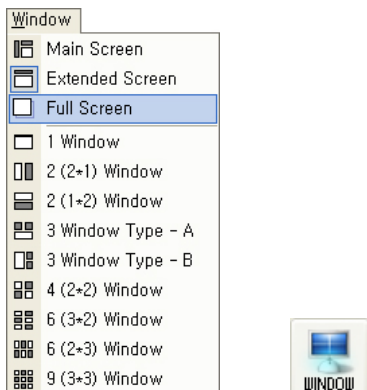 Window
Main Screen
Extended Screen
Full Screen
1 Window
2 (2*1) Window
2 (1*2) Window
3 Window Type - A
3 Window Type - B
4 (2*2) Window
6 (3*2) Window
6 (2*3) Window
9 (3*3) Window
WINDOW